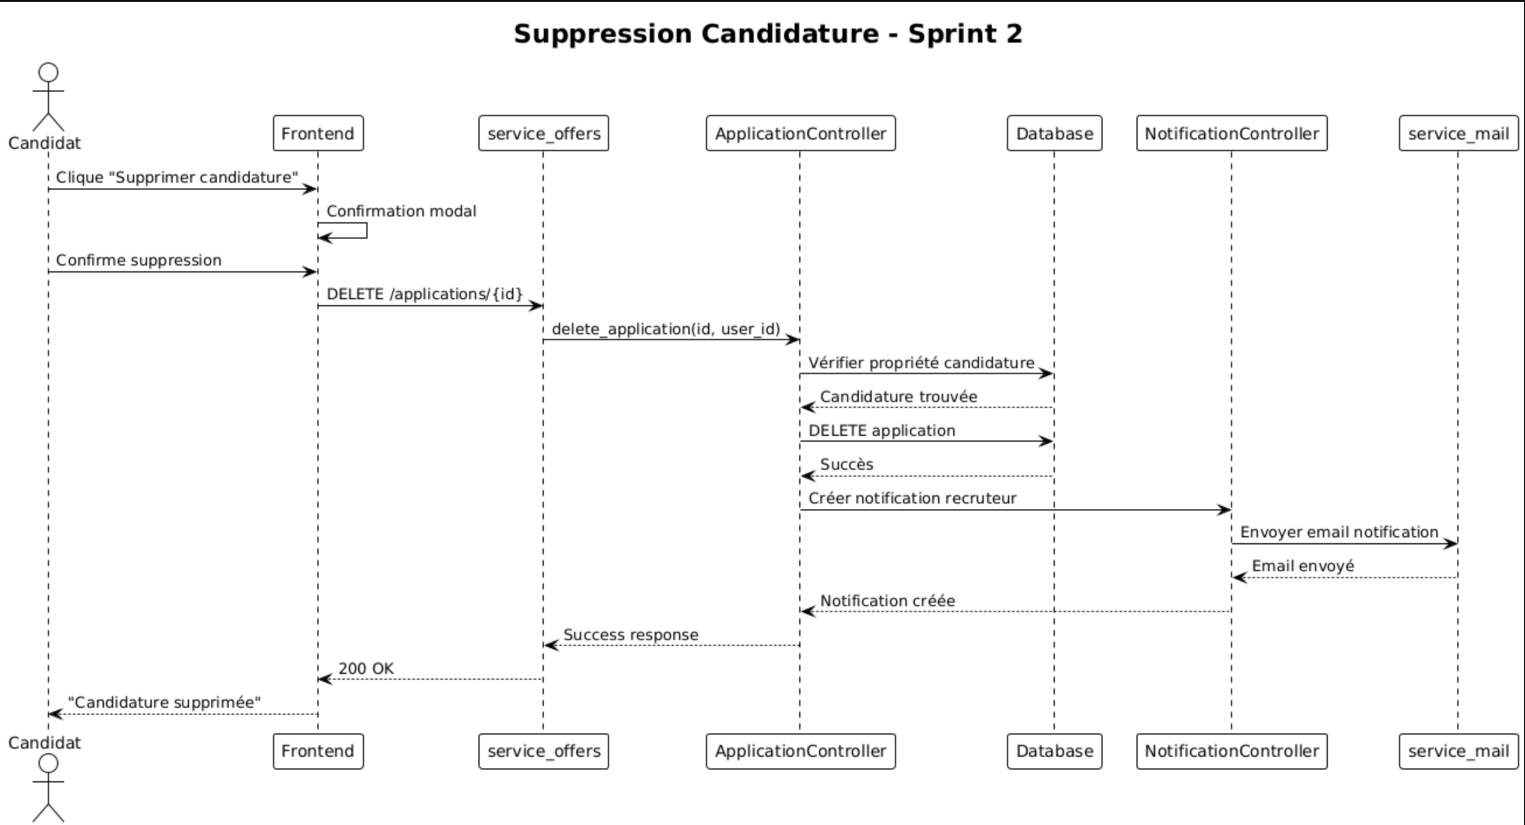 Suppression Candidature - Sprint 2
Candidat
Frontend
service_offers
ApplicationController
Database
NotificationController
service_mail
Clique "Supprimer candidature"
Confirmation modal
Confirme suppression
DELETE /applications/{id}
delete_application(id, user_id)
Vérifier propriété candidature
Candidature trouvée
DELETE application
Succès
Créer notification recruteur
Envoyer email notification
Email envoyé
Notification créée
Success response
200 OK
"Candidature supprimée"
Candidat
Frontend
service_offers
ApplicationController
Database
NotificationController
service_mail